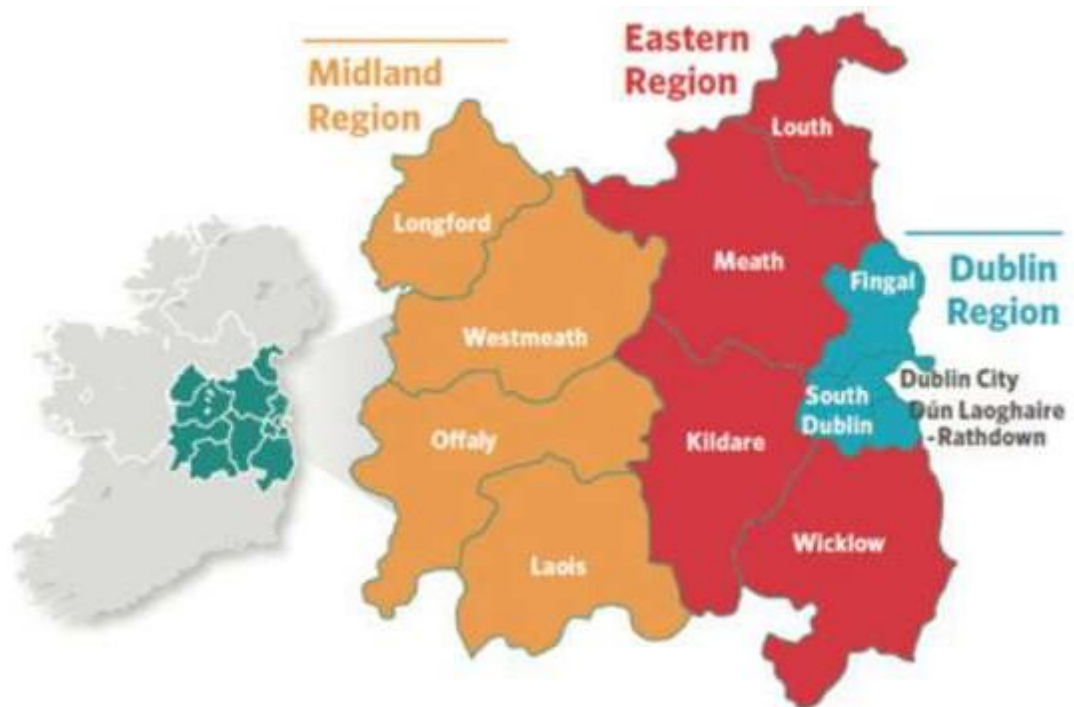 Midland
Region
Eastern
Region
Louth
Longford
Meath
Fingal
Dublin
Region
Westmeath
Dublin City
South
Dublin
Dún Laoghaire
-Rathdown
Offaly
Kildare
Wicklow
Laois